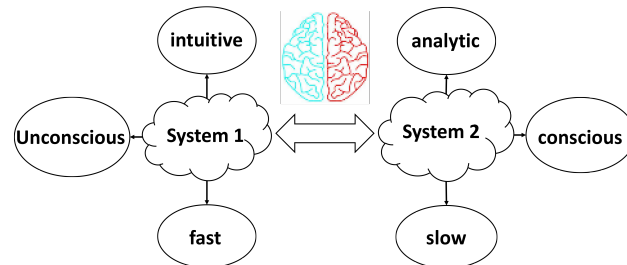 intuitive
analytic
Unconscious
System 1
System 2
conscious
fast
slow